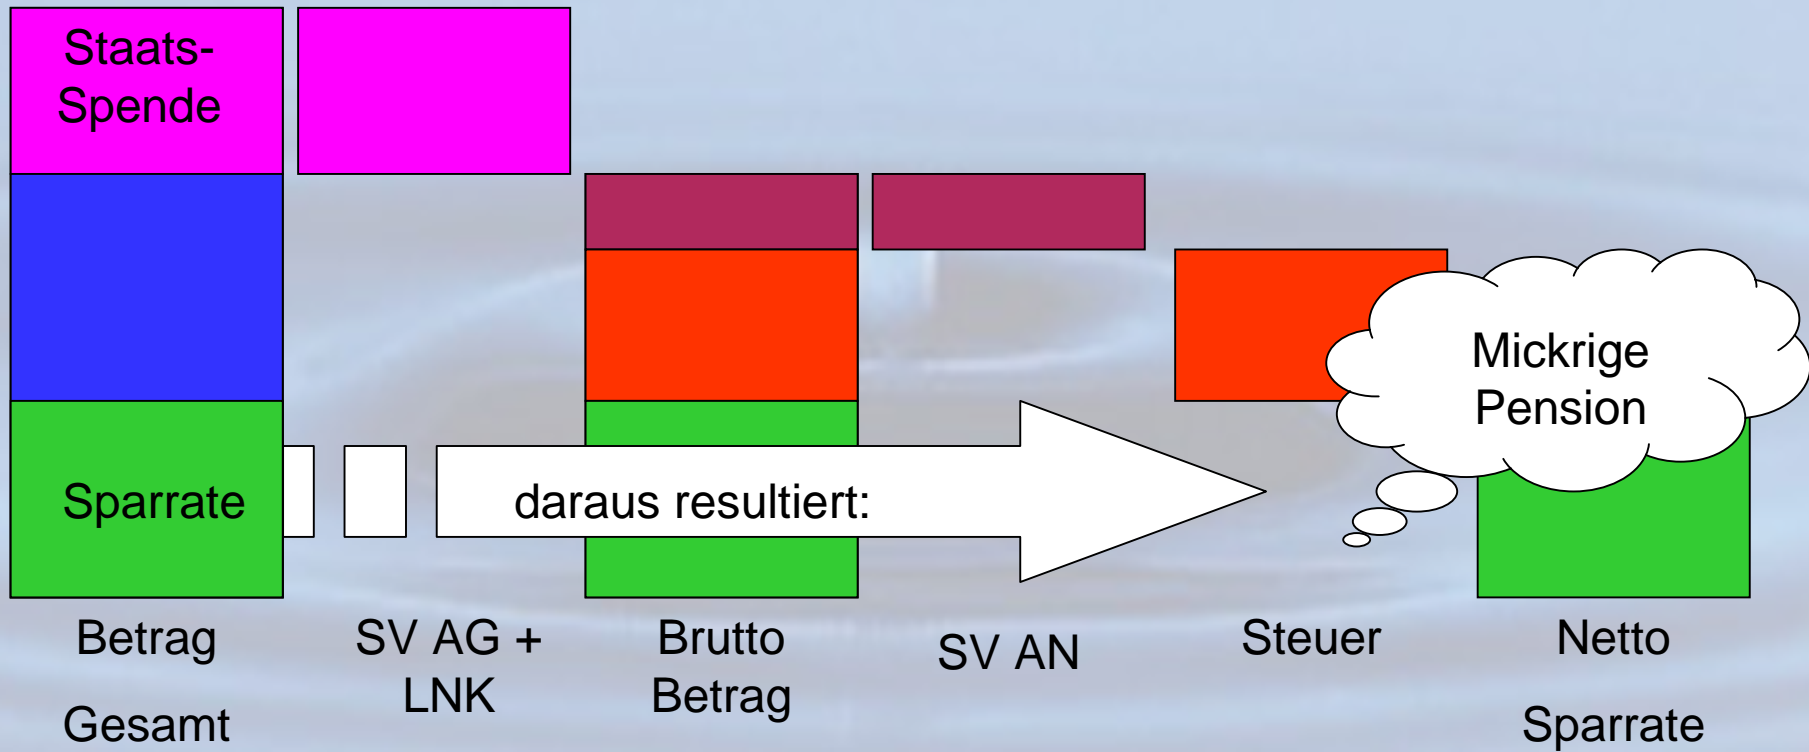 Staats-
Spende
Mickrige
Pension
Sparrate
daraus resultiert:
Betrag
Gesamt
SV AG +
LNK
Brutto
Betrag
SV AN
Steuer
Netto
Sparrate